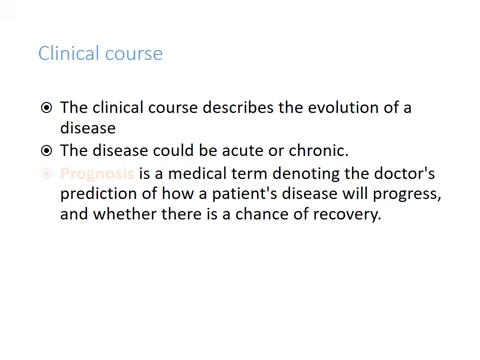 Clinical course
The clinical course describes the evolution of a
disease
The disease could be acute or chronic.
Prognosis is a medical term denoting the doctor's
prediction of how a patient's disease will progress,
and whether there is a chance of recovery.